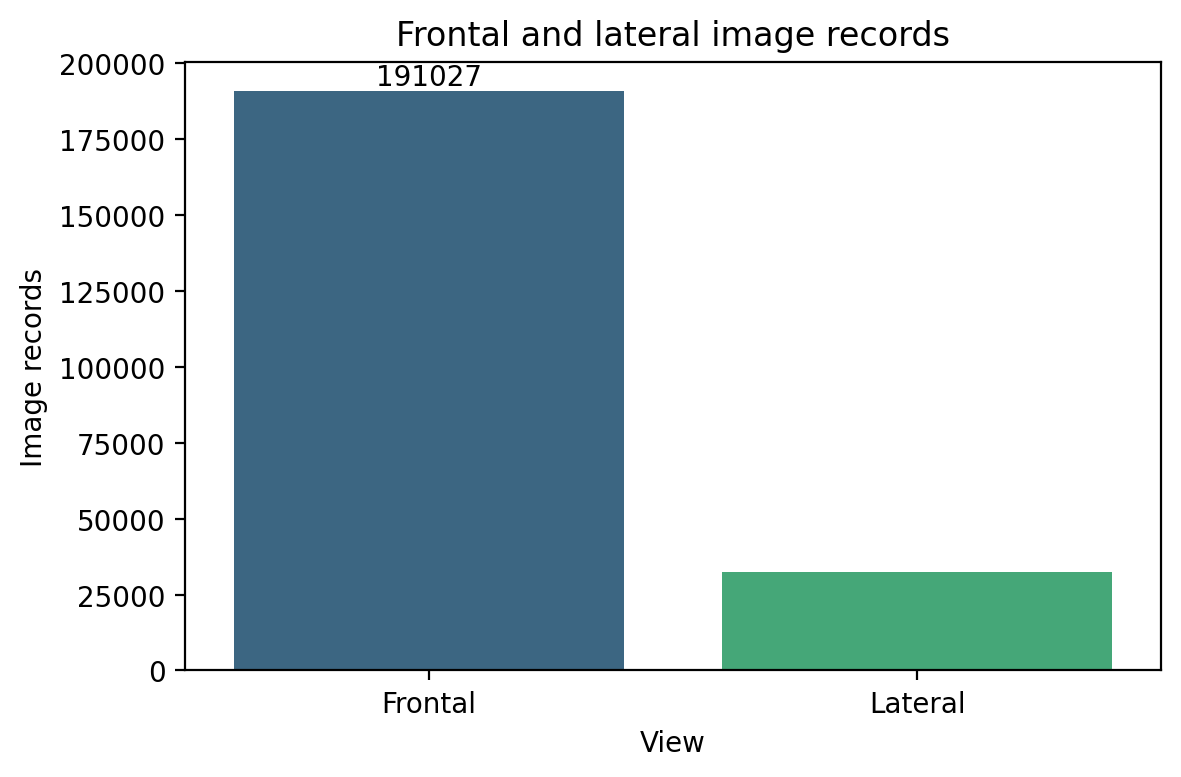 Frontal and lateral image records
200000
191027
175000
150000
125000
100000
75000
50000
25000
0
Image records
Frontal
Lateral
View